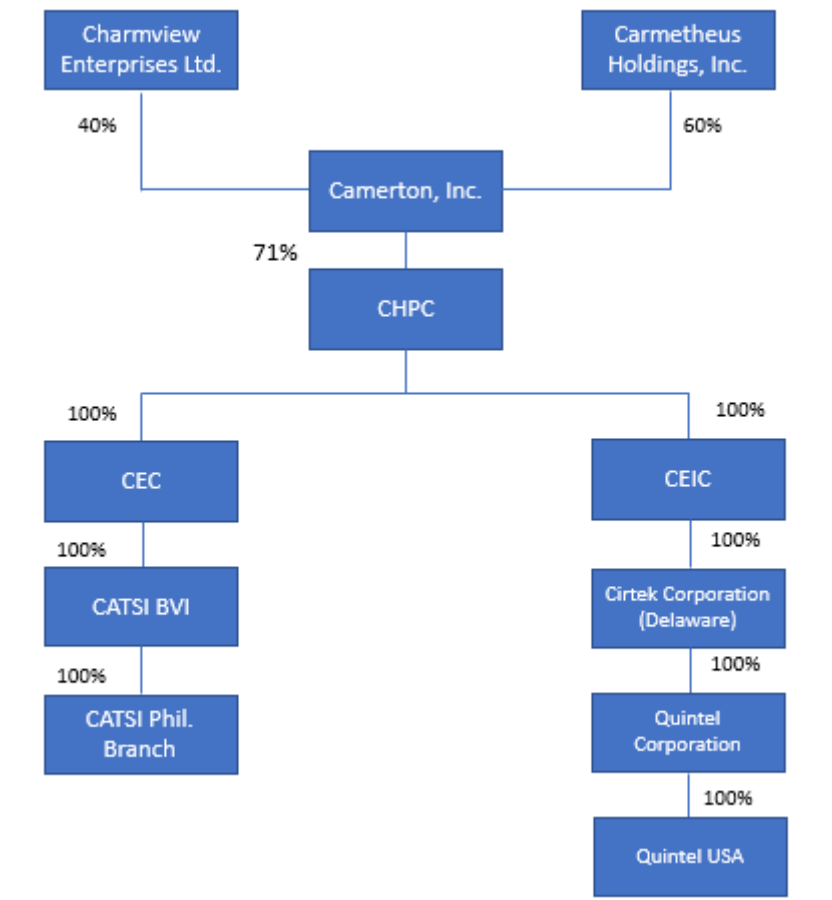 Charmview
Enterprises Ltd.
Carmetheus
Holdings, Inc.
40%
60%
Camerton, Inc.
71%
CHPC
100%
100%
CEC
CEIC
100%
100%
CATSI BVI
Cirtek Corporation
(Delaware)
100%
100%
CATSI Phil.
Branch
Quintel
Corporation
100%
Quintel USA